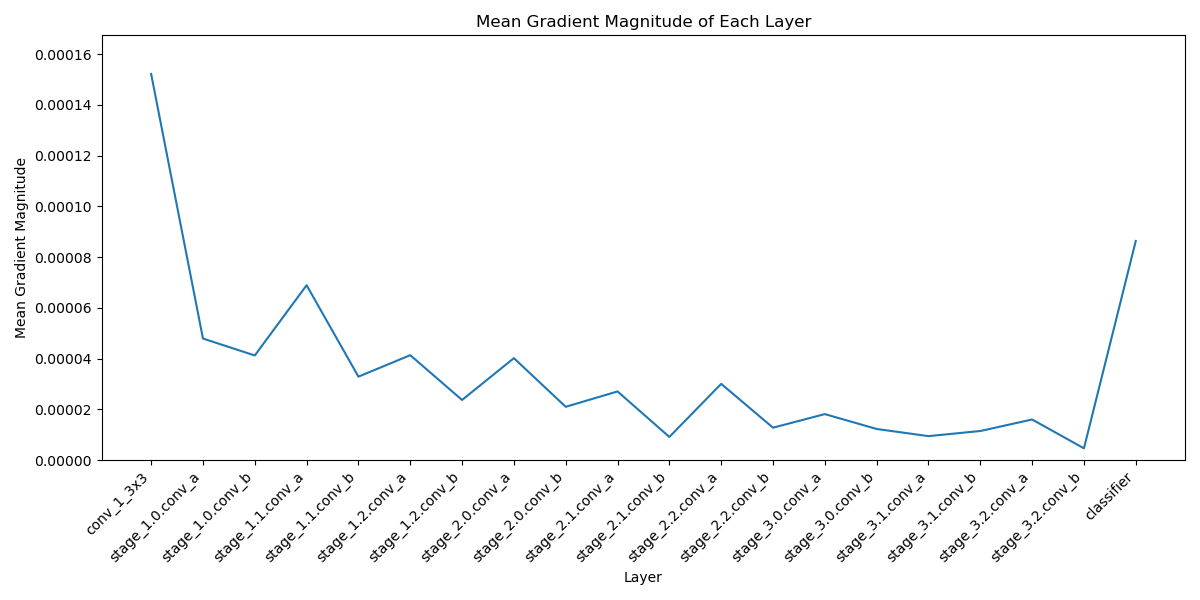 Mean Gradient Magnitude of Each Layer
Mean Gradient Magnitude
0.00016
0.00014
0.00012
0.00010
0.00008
0.00006
0.00004
0.00002
0.00000
conv_1_3x3
stage_1.0.conv_a
stage_1.0.conv_b
stage_1.1.conv_a
stage_1.1.conv_b
stage_1.2.conv_a
stage_1.2.conv_b
stage_2.0.conv_a
stage_2.0.conv_b
stage_2.1.conv_a
stage_2.1.conv_b
stage_2.2.conv_a
stage_2.2.conv_b
stage_3.0.conv_a
stage_3.0.conv_b
stage_3.1.conv_a
stage_3.1.conv_b
stage_3.2.conv_a
stage_3.2.conv_b
classifier
Layer